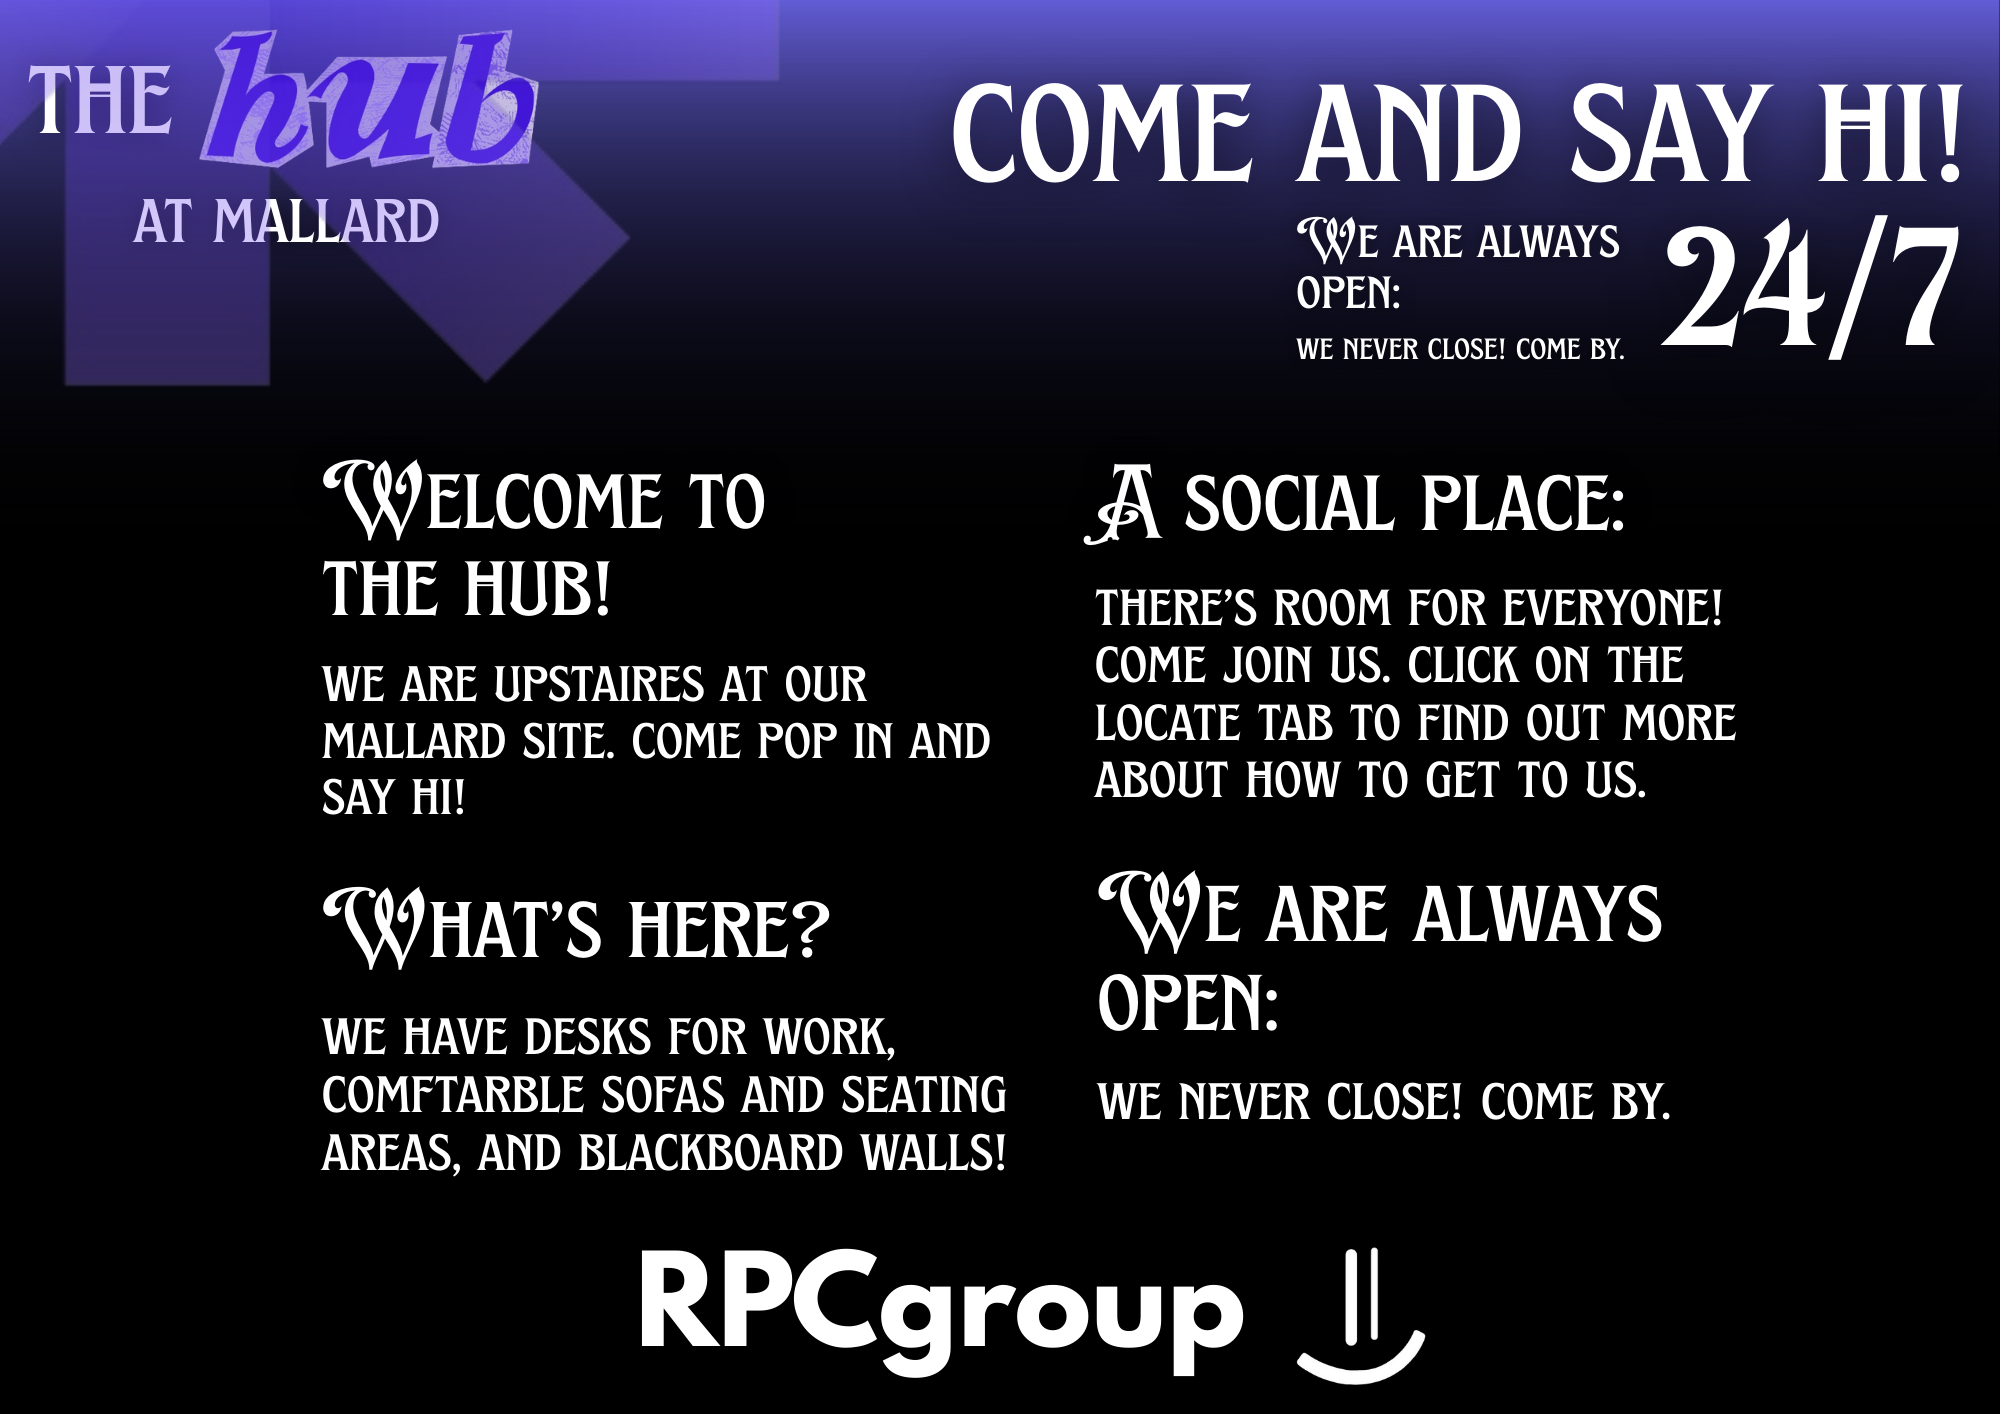 THE hub
AT MALLARD
COME AND SAY HI!
WE ARE ALWAYS
OPEN:
WE NEVER CLOSE! COME BY.
24/7
WELCOME TO
THE HUB!
WE ARE UPSTAIRES AT OUR
MALLARD SITE. COME POP IN AND
SAY HI!
WHAT'S HERE?
WE HAVE DESKS FOR WORK,
COMFTARBLE SOFAS AND SEATING
AREAS, AND BLACKBOARD WALLS!
A SOCIAL PLACE:
THERE'S ROOM FOR EVERYONE!
COME JOIN US. CLICK ON THE
LOCATE TAB TO FIND OUT MORE
ABOUT HOW TO GET TO US.
WE ARE ALWAYS
OPEN:
WE NEVER CLOSE! COME BY.
RPCgroup